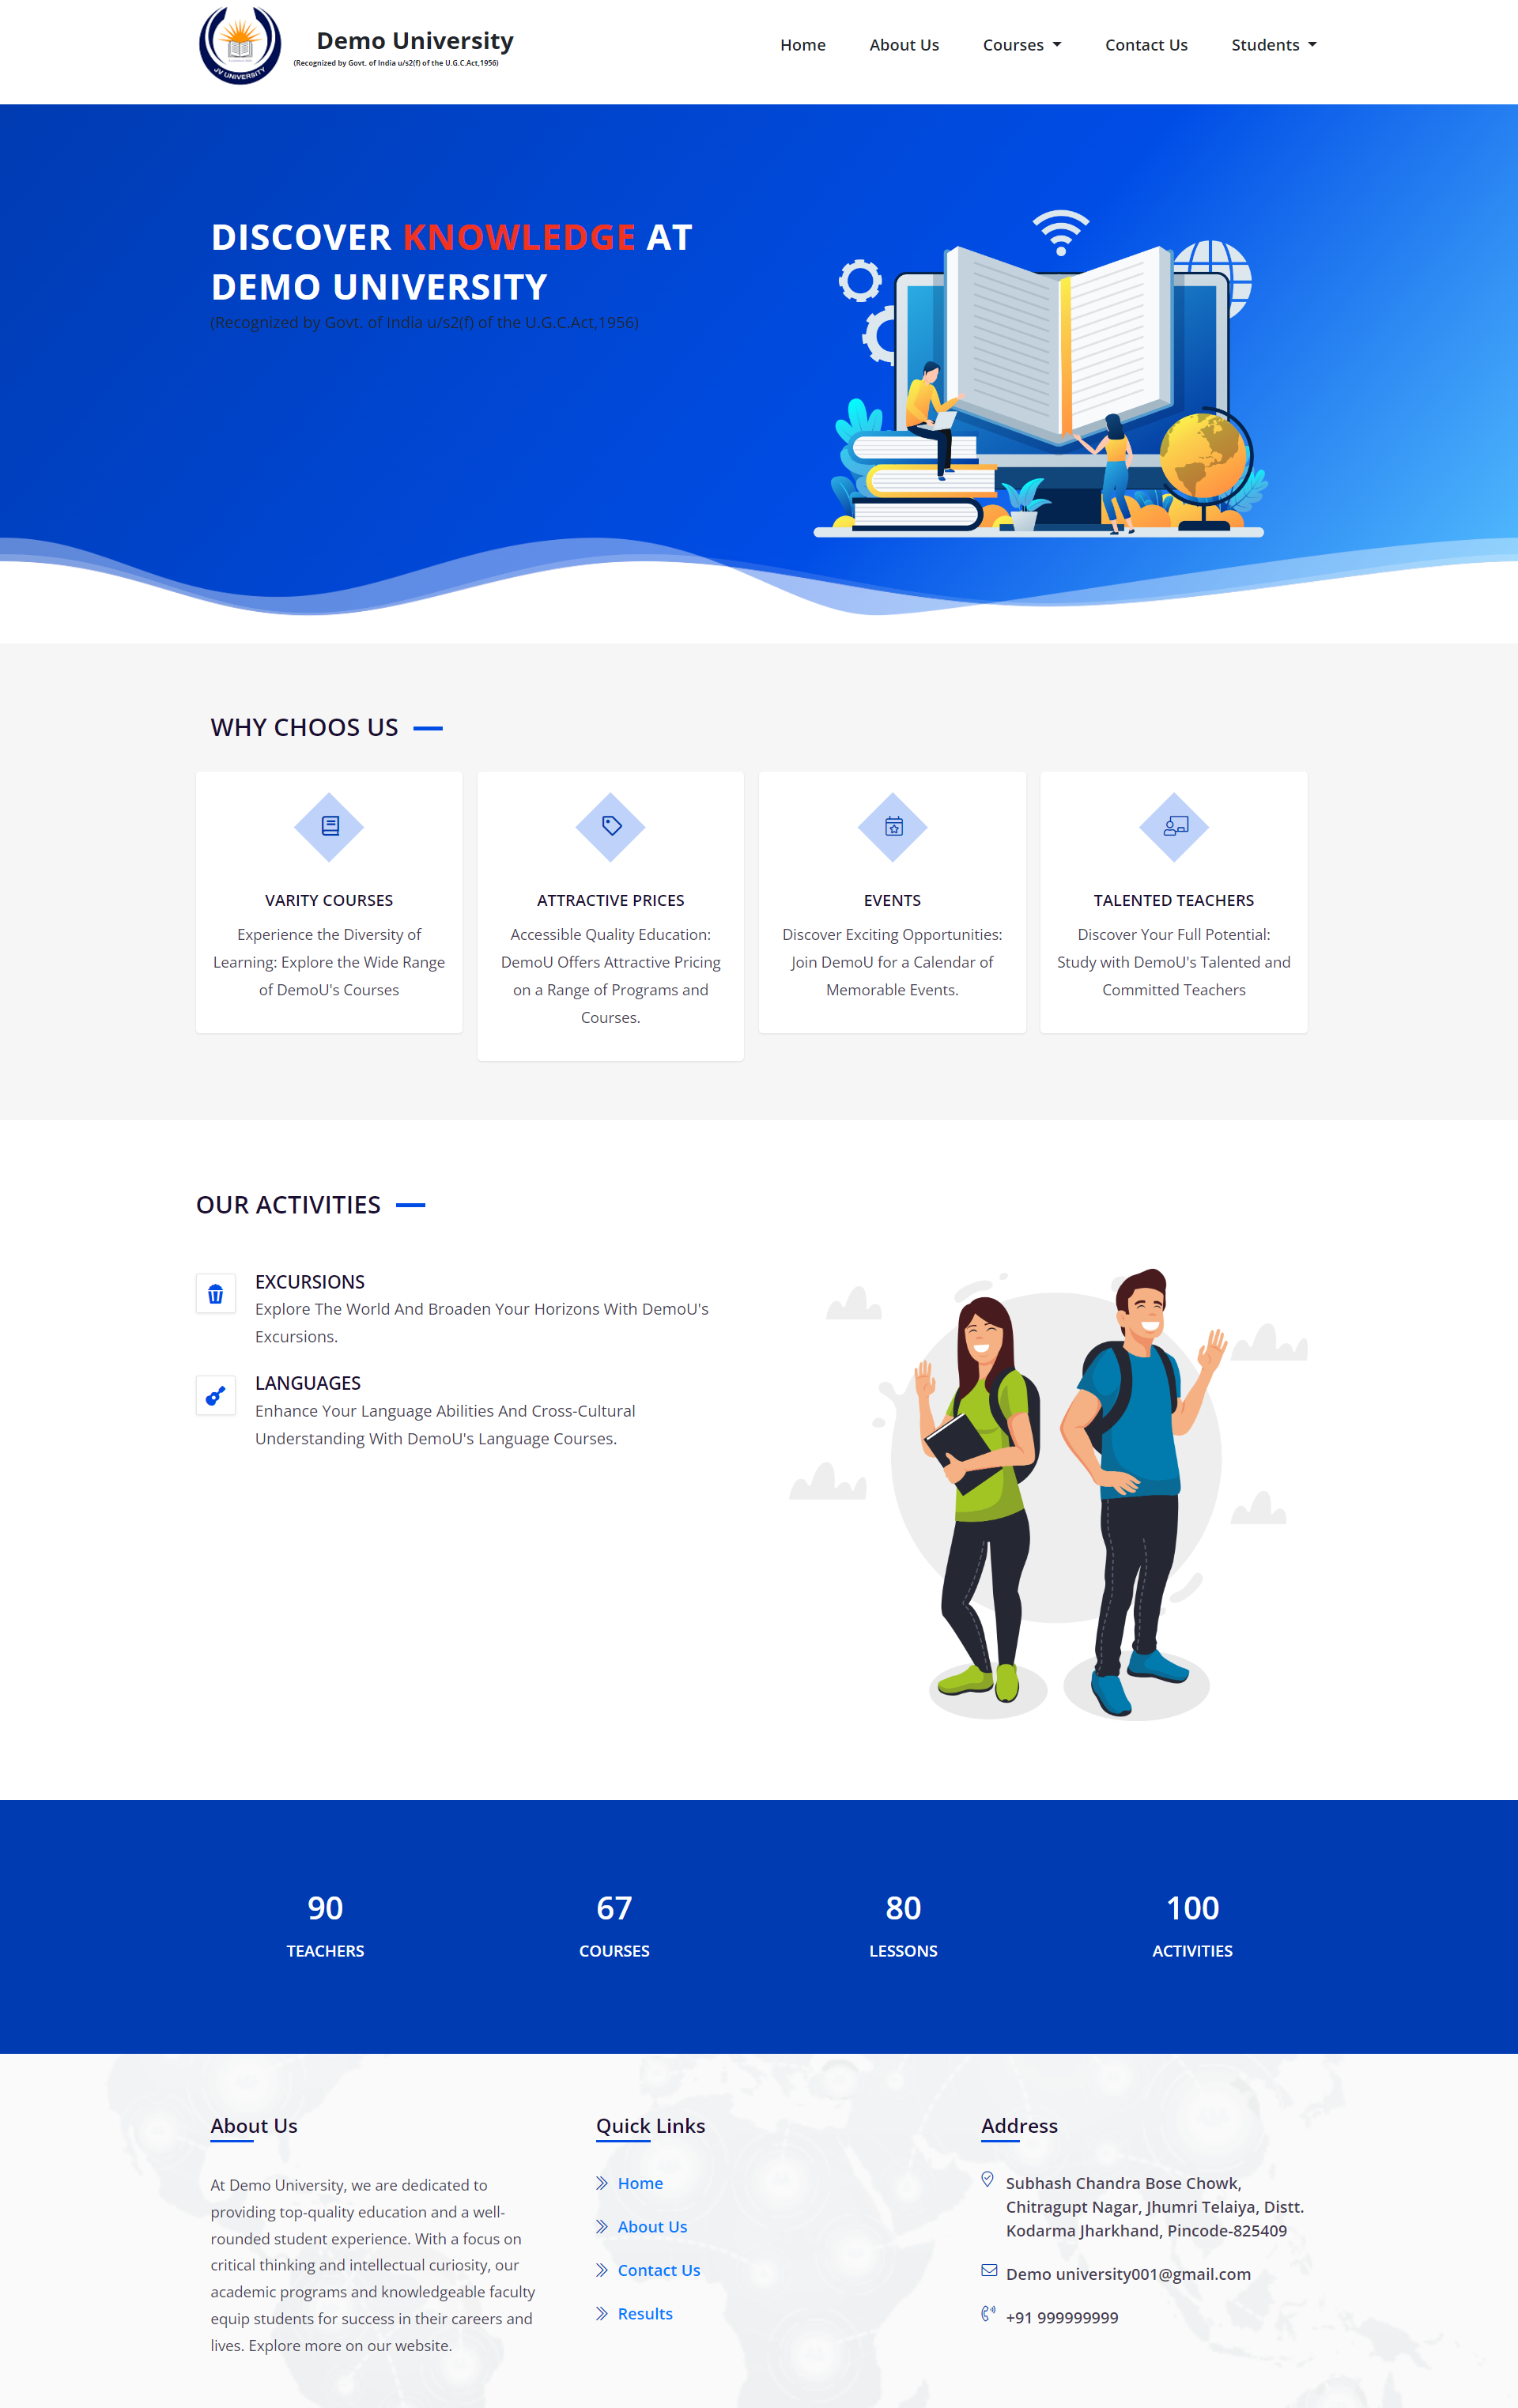 JV UNIVERSITY
Demo University
(Recognized by Govt. of India u/s2(f) of the U.G.C.Act,1956)
Home
About Us
Courses
Contact Us
Students
DISCOVER KNOWLEDGE AT
DEMO UNIVERSITY
(Recognized by Govt. of India u/s2(f) of the U.G.C.Act,1956)
WHY CHOOS US
VARITY COURSES
Experience the Diversity of
Learning: Explore the Wide Range
of DemoU's Courses
ATTRACTIVE PRICES
Accessible Quality Education:
DemoU Offers Attractive Pricing
on a Range of Programs and
Courses.
EVENTS
Discover Exciting Opportunities:
Join DemoU for a Calendar of
Memorable Events.
TALENTED TEACHERS
Discover Your Full Potential:
Study with DemoU's Talented and
Committed Teachers
OUR ACTIVITIES
EXCURSIONS
Explore The World And Broaden Your Horizons With DemoU's
Excursions.
LANGUAGES
Enhance Your Language Abilities And Cross-Cultural
Understanding With DemoU's Language Courses.
90
TEACHERS
67
COURSES
80
LESSONS
100
ACTIVITIES
About Us
At Demo University, we are dedicated to
providing top-quality education and a well-
rounded student experience. With a focus on
critical thinking and intellectual curiosity, our
academic programs and knowledgeable faculty
equip students for success in their careers and
lives. Explore more on our website.
Quick Links
Home
About Us
Contact Us
Results
Address
Subhash Chandra Bose Chowk,
Chitragupt Nagar, Jhumri Telaiya, Distt.
Kodarma Jharkhand, Pincode-825409
Demo university001@gmail.com
+91 999999999